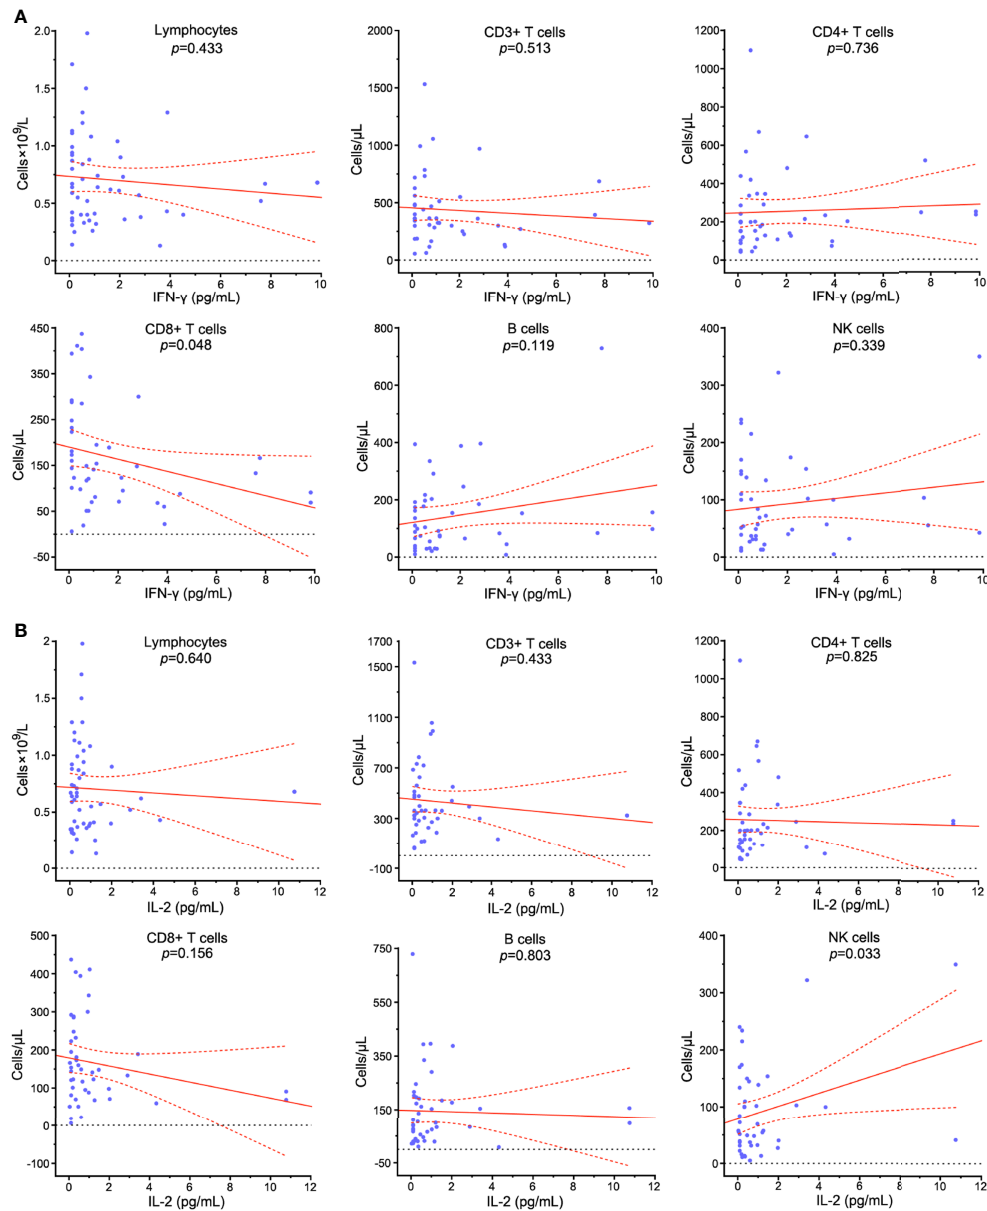 A
Lymphocytes
p=0.433
2.0
1.5
1.0
0.5
0
Cells×10⁹/L
0 2 4 6 8 10
IFN-γ (pg/mL)
CD3+ T cells
p=0.513
2000
1500
1000
500
0
Cells/µL
0 2 4 6 8 10
IFN-γ (pg/mL)
CD4+ T cells
p=0.736
1200
1000
800
600
400
200
0
Cells/µL
0 2 4 6 8 10
IFN-γ (pg/mL)
CD8+ T cells
p=0.048
450
350
250
150
50
-50
Cells/µL
0 2 4 6 8 10
IFN-γ (pg/mL)
B cells
p=0.119
800
600
400
200
0
Cells/µL
0 2 4 6 8 10
IFN-γ (pg/mL)
NK cells
p=0.339
400
300
200
100
0
Cells/µL
0 2 4 6 8 10
IFN-γ (pg/mL)
B
Lymphocytes
p=0.640
2
1.5
1
0.5
0
Cells×10⁹/L
0 2 4 6 8 10 12
IL-2 (pg/mL)
CD3+ T cells
p=0.433
1700
1500
1100
700
300
-100
Cells/µL
0 2 4 6 8 10 12
IL-2 (pg/mL)
CD4+ T cells
p=0.825
1200
1000
800
600
400
200
0
Cells/µL
0 2 4 6 8 10 12
IL-2 (pg/mL)
CD8+ T cells
p=0.156
500
400
300
200
100
0
-100
Cells/µL
0 2 4 6 8 10 12
IL-2 (pg/mL)
B cells
p=0.803
750
550
350
150
-50
Cells/µL
0 2 4 6 8 10 12
IL-2 (pg/mL)
NK cells
p=0.033
400
300
200
100
0
Cells/µL
0 2 4 6 8 10 12
IL-2 (pg/mL)